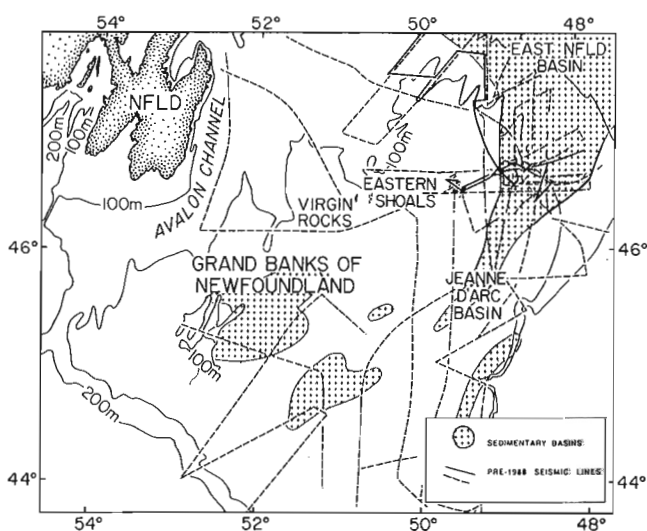 54° 52° 50° 48°
EAST NFLD
BASIN
NFLD
200m
100m
100m
AVALON CHANNEL
100m
EASTERN
SHOALS
VIRGIN
ROCKS
46° 46°
GRAND BANKS OF
NEWFOUNDLAND
JEANNE
D'ARC
BASIN
100m
200m
SEDIMENTARY BASINS
PRE-1988 SEISMIC LINES
44° 44°
54° 52° 50° 48°